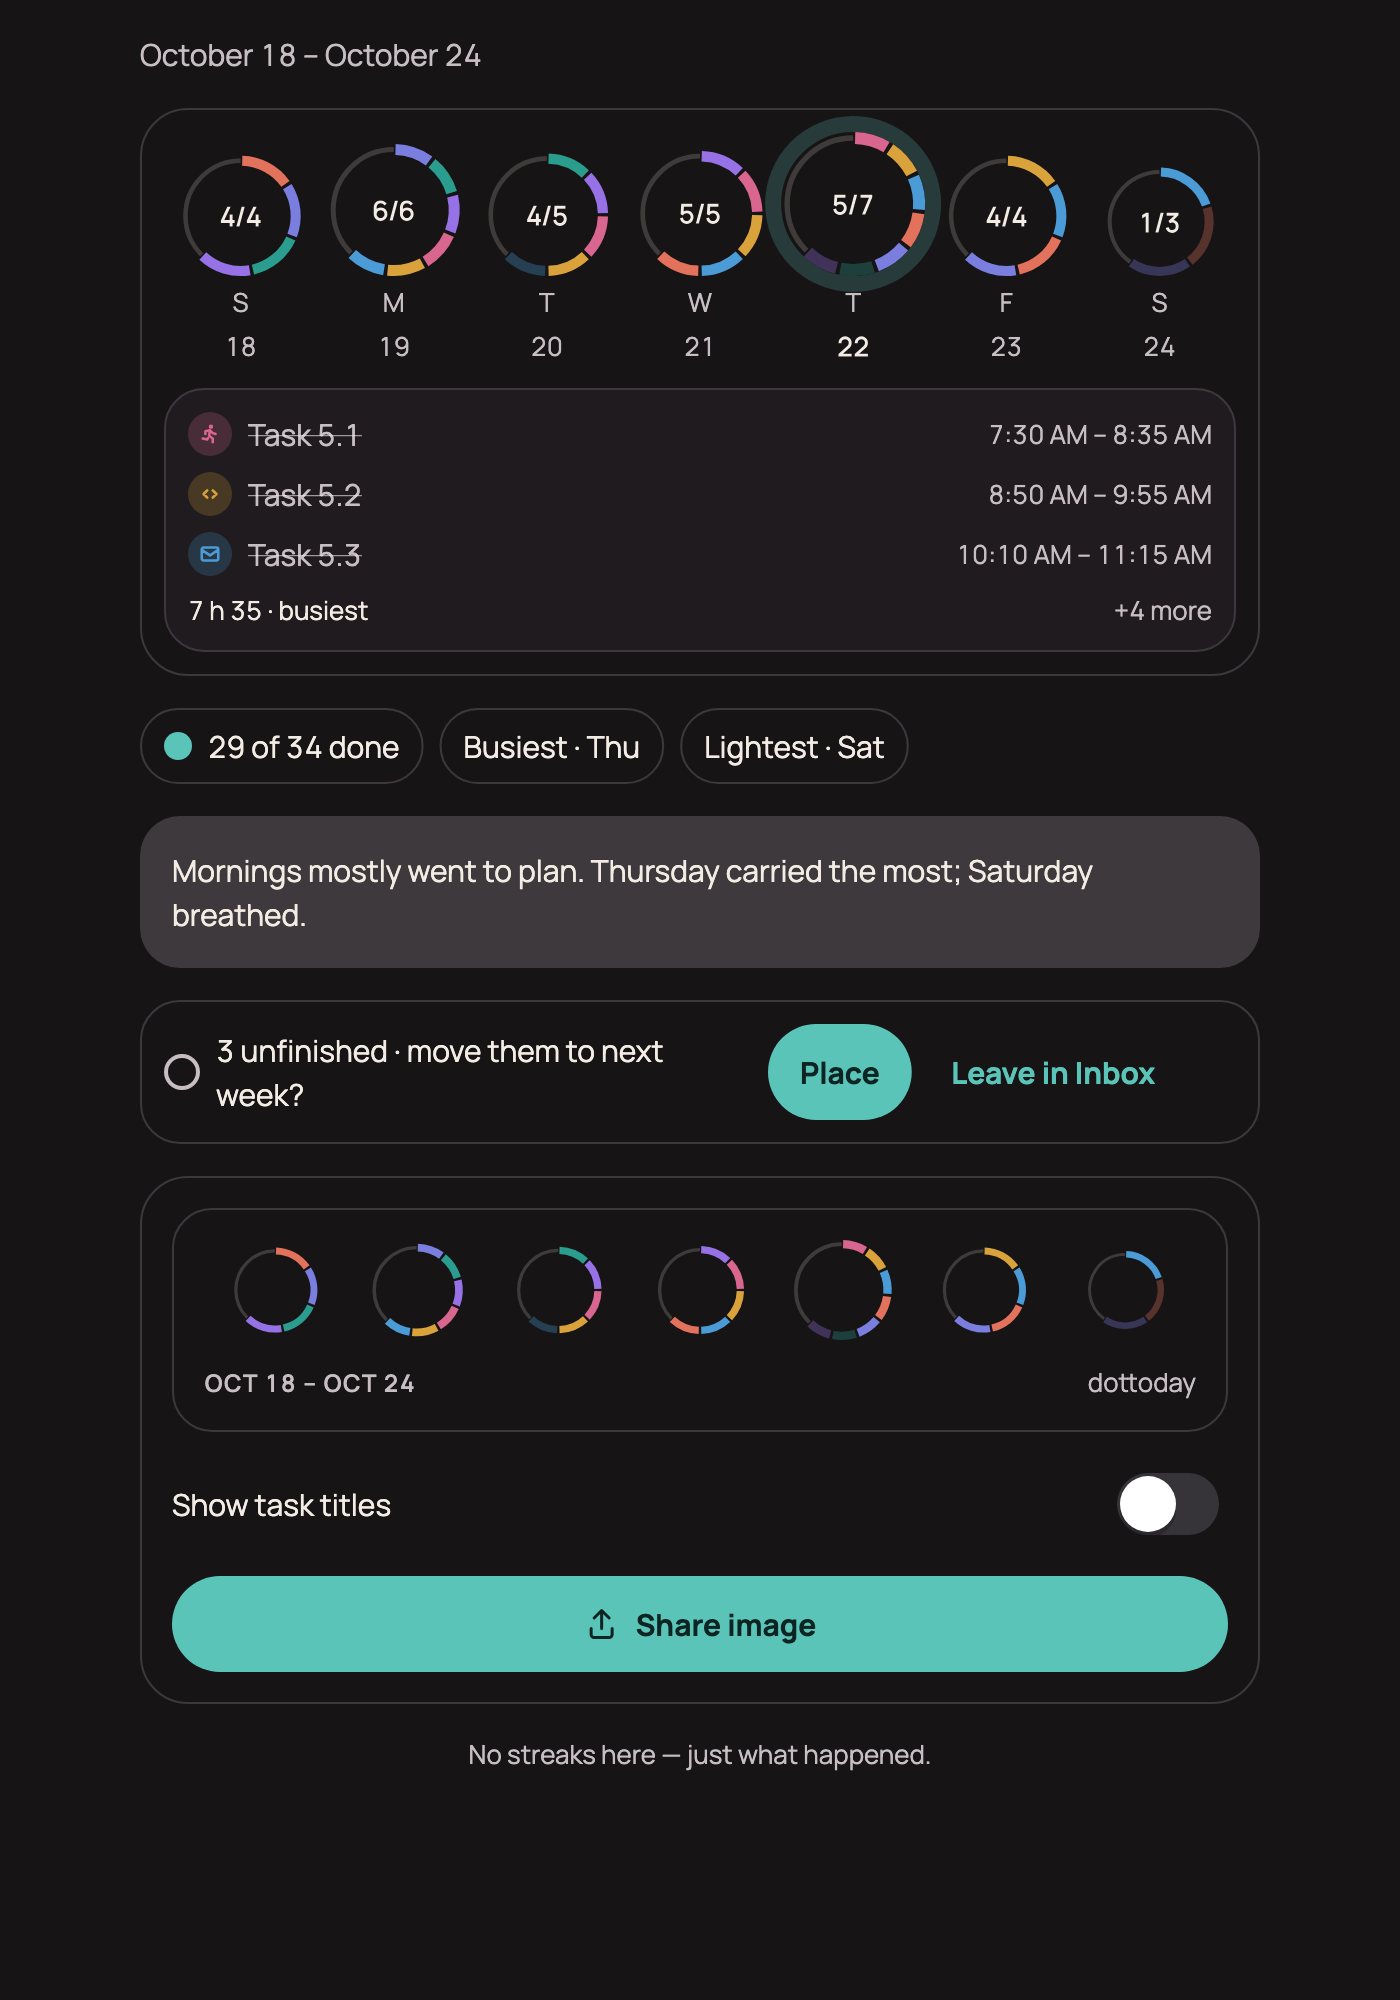 October 18 – October 24
4/4 6/6 4/5 5/5 5/7 4/4 1/3
S M T W T F S
18 19 20 21 22 23 24
Task 5.1 7:30 AM – 8:35 AM
Task 5.2 8:50 AM – 9:55 AM
Task 5.3 10:10 AM – 11:15 AM
7 h 35 · busiest +4 more
29 of 34 done Busiest · Thu Lightest · Sat
Mornings mostly went to plan. Thursday carried the most; Saturday
breathed.
3 unfinished · move them to next
week?
Place Leave in Inbox
OCT 18 – OCT 24 dottoday
Show task titles
Share image
No streaks here — just what happened.